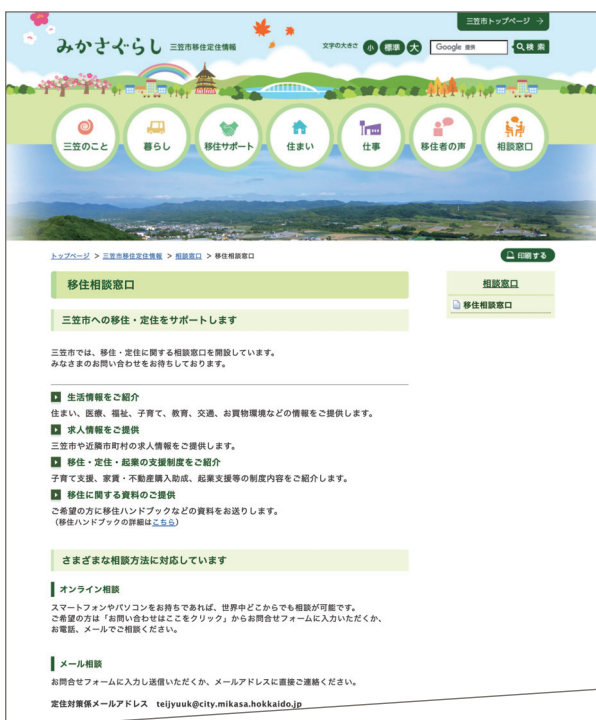 三笠市トップページ →
みかさぐらし 三笠市移住定住情報
文字の大きさ 小 標準 大 Google 提供 検索
三笠のこと 暮らし 移住サポート 住まい 仕事 移住者の声 相談窓口
トップページ > 三笠市移住定住情報 > 相談窓口 > 移住相談窓口
印刷する
移住相談窓口
相談窓口
移住相談窓口
三笠市への移住・定住をサポートします
三笠市では、移住・定住に関する相談窓口を開設しています。
みなさまのお問い合わせをお待ちしております。
生活情報をご紹介
住まい、医療、福祉、子育て、教育、交通、お買物環境などの情報をご提供します。
求人情報をご提供
三笠市や近隣市町村の求人情報をご提供します。
移住・定住・起業の支援制度をご紹介
子育て支援、家賃・不動産購入助成、起業支援等の制度内容をご紹介します。
移住に関する資料のご提供
ご希望の方に移住ハンドブックなどの資料をお送りします。
(移住ハンドブックの詳細はこちら)
さまざまな相談方法に対応しています
オンライン相談
スマートフォンやパソコンをお持ちであれば、世界中どこからでも相談が可能です。
ご希望の方は「お問い合わせはここをクリック」からお問合せフォームに入力いただくか、
お電話、メールでご相談ください。
メール相談
お問合せフォームに入力し送信いただくか、メールアドレスに直接ご連絡ください。
定住対策係メールアドレス teijyuuk@city.mikasa.hokkaido.jp